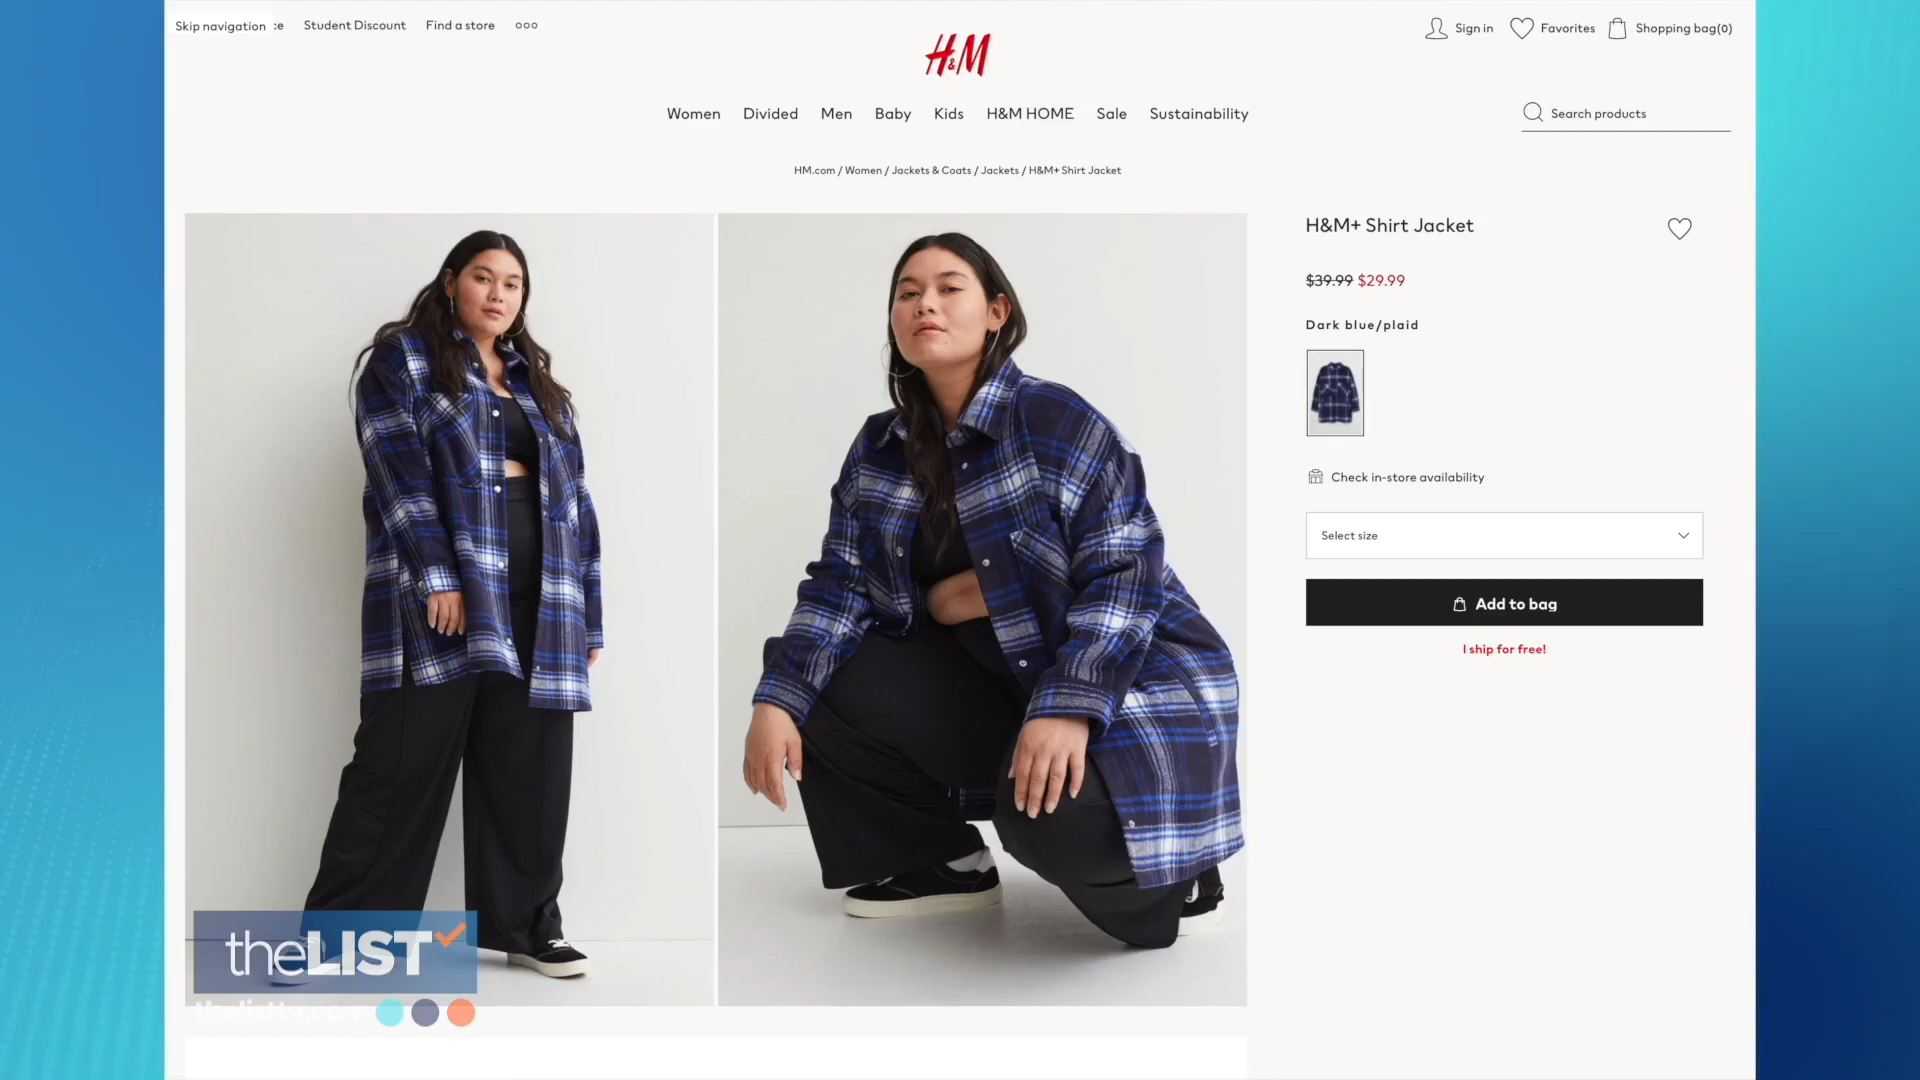 Skip navigation
Student Discount
Find a store
Sign in
Favorites
Shopping bag(0)
H&M
Women
Divided
Men
Baby
Kids
H&M HOME
Sale
Sustainability
Search products
HM.com / Women / Jackets & Coats / Jackets / H&M+ Shirt Jacket
H&M+ Shirt Jacket
$39.99 $29.99
Dark blue/plaid
Check in-store availability
Select size
Add to bag
I ship for free!
theLIST
thelisttv.com